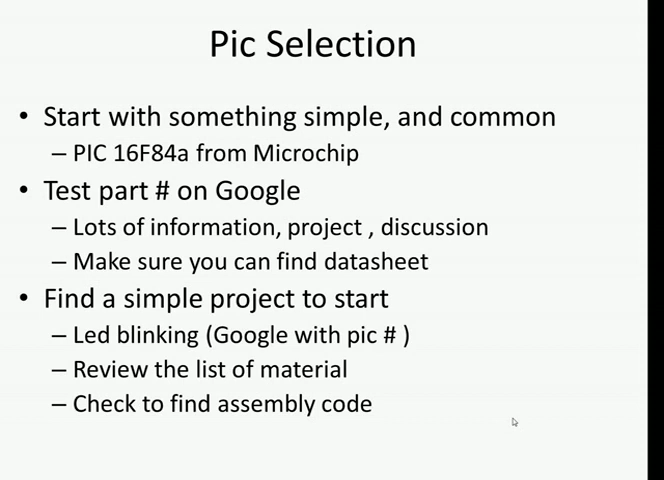 Pic Selection
• Start with something simple, and common
– PIC 16F84a from Microchip
• Test part # on Google
– Lots of information, project , discussion
– Make sure you can find datasheet
• Find a simple project to start
– Led blinking (Google with pic # )
– Review the list of material
– Check to find assembly code